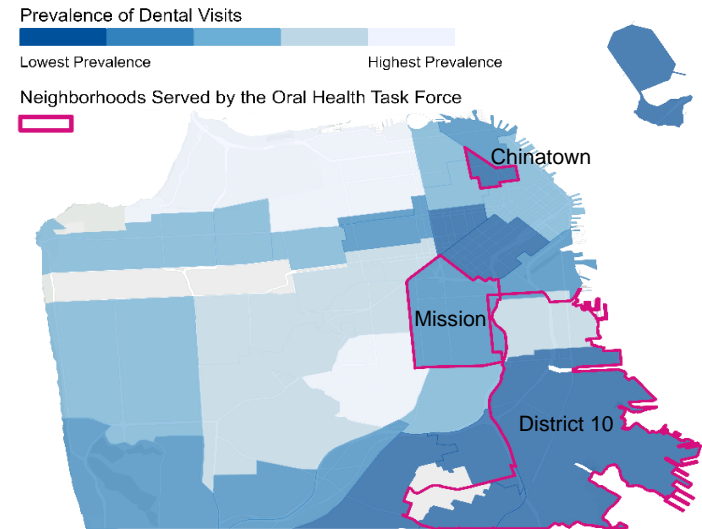 Prevalence of Dental Visits
Lowest Prevalence
Highest Prevalence
Neighborhoods Served by the Oral Health Task Force
Chinatown
Mission
District 10